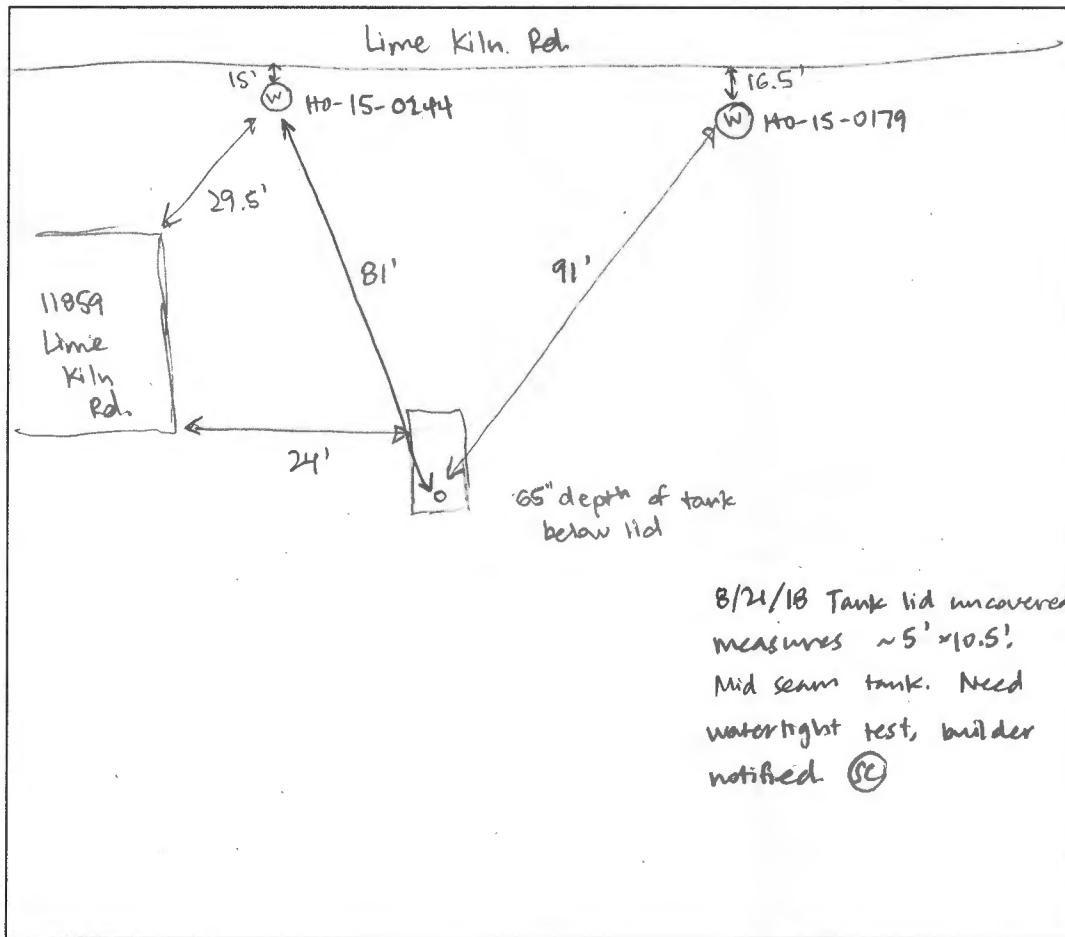 Lime Kiln. Rd.
15'
W HO-15-0244
16.5'
W HO-15-0179
29.5'
81'
91'
11859
Lime
Kiln
Rd.
24'
65" depth of tank
below lid
8/21/18 Tank lid uncovered
measures ~5' x10.5'.
Mid seam tank. Need
watertight test, builder
notified. SC